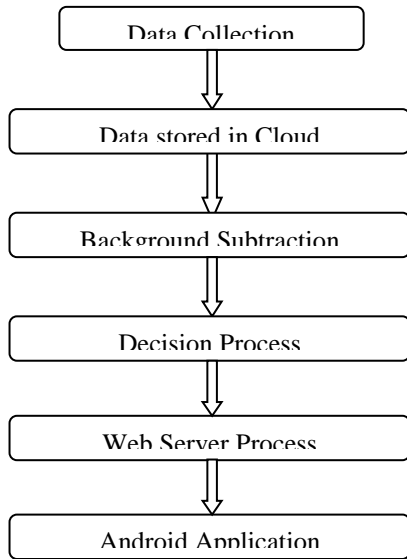 Data Collection
Data stored in Cloud
Background Subtraction
Decision Process
Web Server Process
Android Application